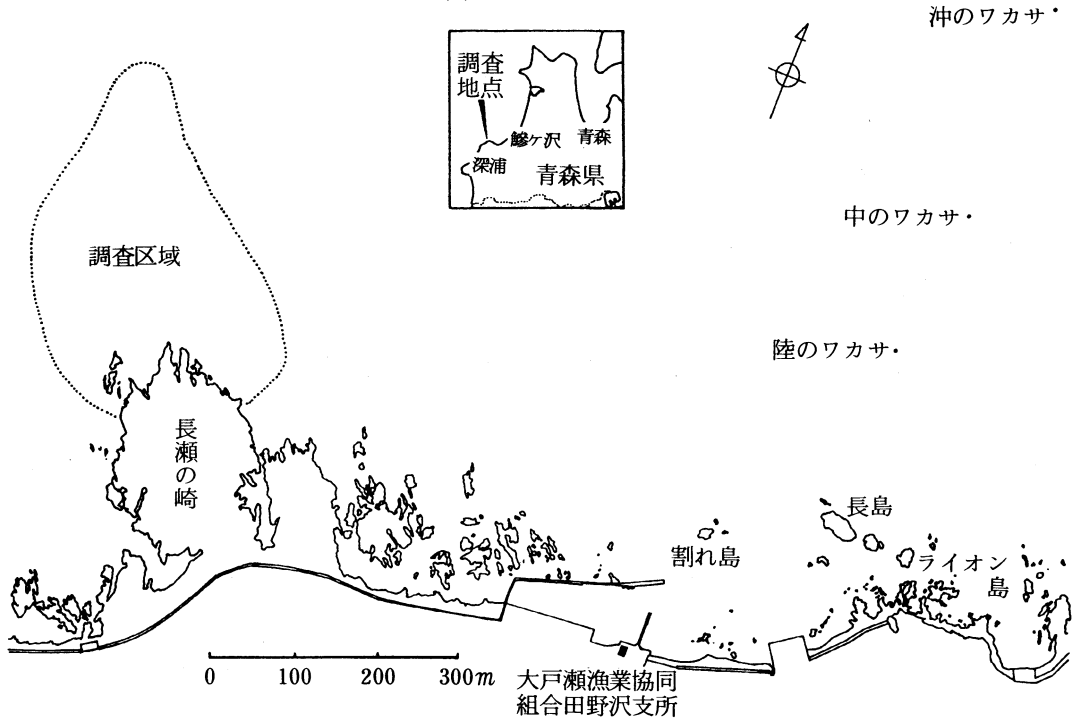 沖のワカサ・
調査
地点
鰺ケ沢
青森
深浦
青森県
中のワカサ・
調査区域
陸のワカサ・
長瀬の崎
長島
割れ島
ライオン
島
0 100 200 300m
大戸瀬漁業協同
組合田野沢支所